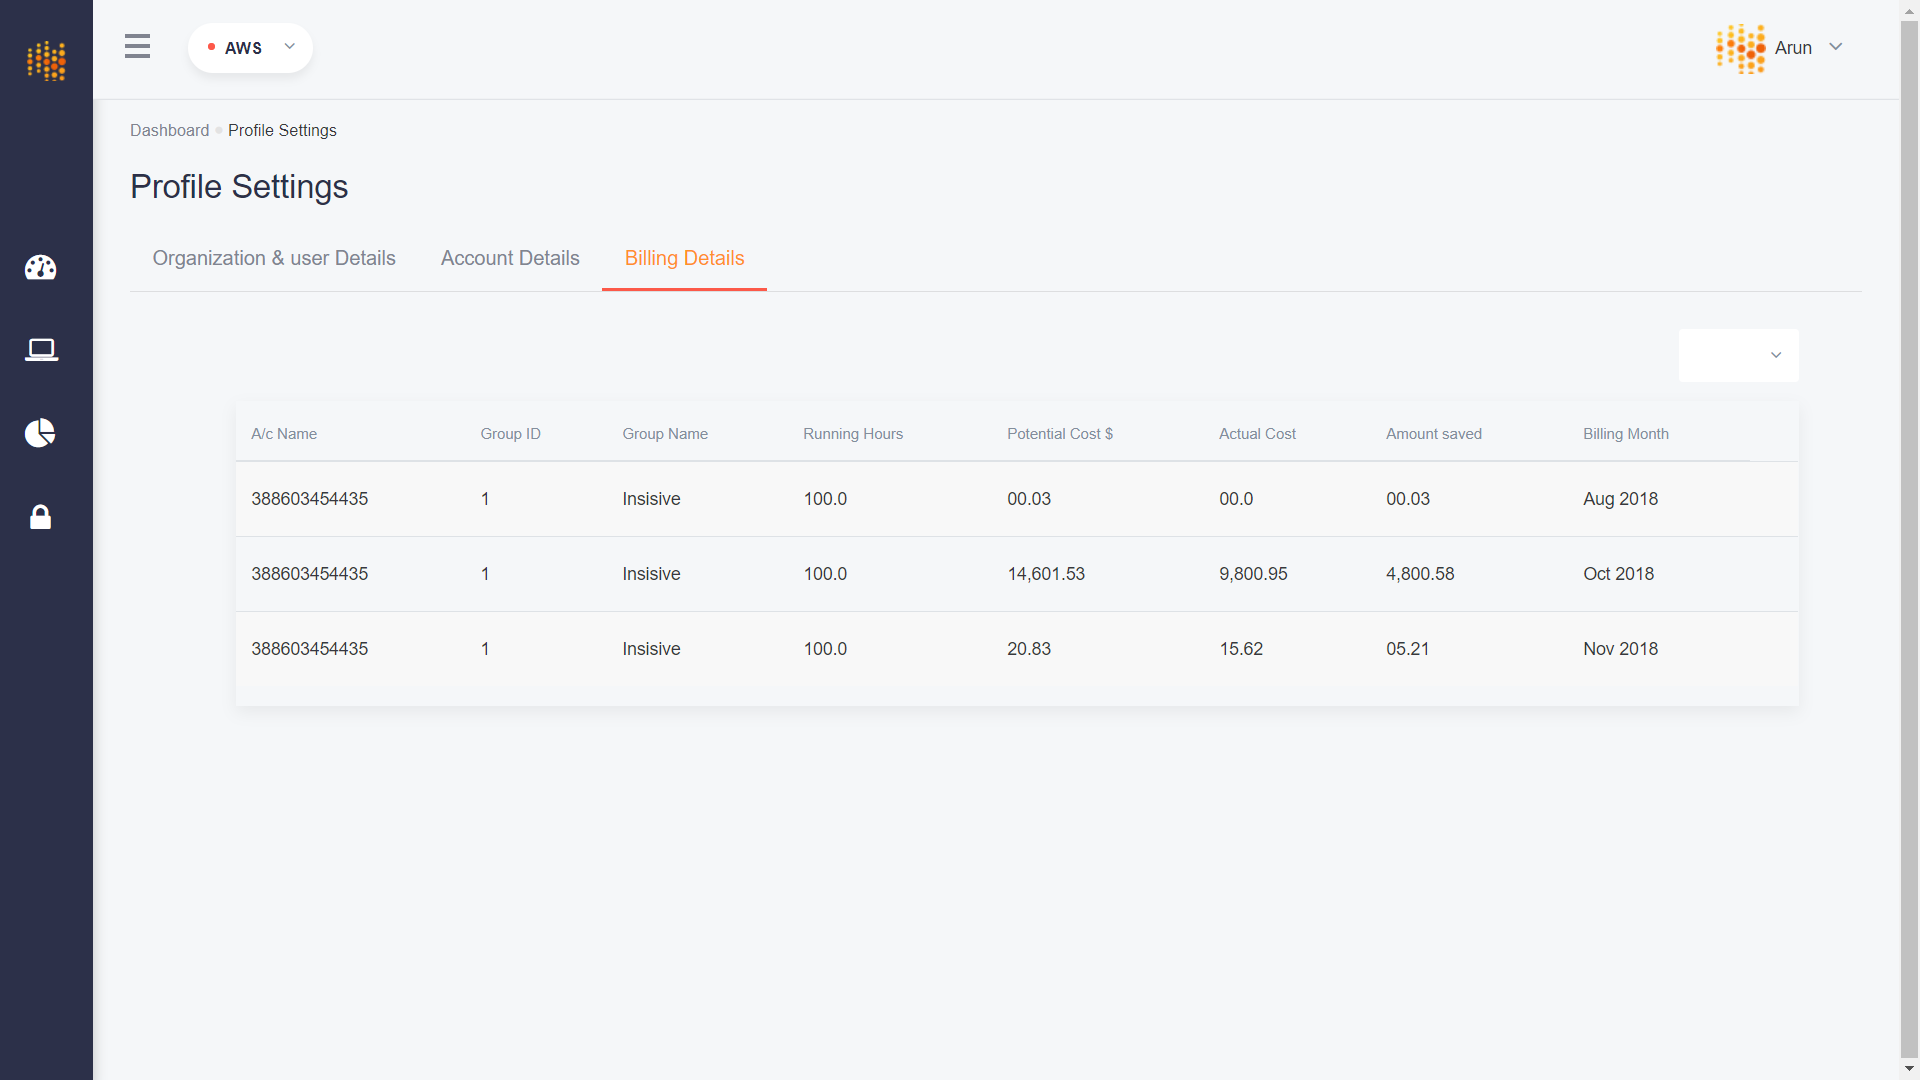 AWS
Arun
Dashboard Profile Settings
Profile Settings
Organization & user Details Account Details Billing Details
A/c Name Group ID Group Name Running Hours Potential Cost $ Actual Cost Amount saved Billing Month
388603454435 1 Insisive 100.0 00.03 00.0 00.03 Aug 2018
388603454435 1 Insisive 100.0 14,601.53 9,800.95 4,800.58 Oct 2018
388603454435 1 Insisive 100.0 20.83 15.62 05.21 Nov 2018